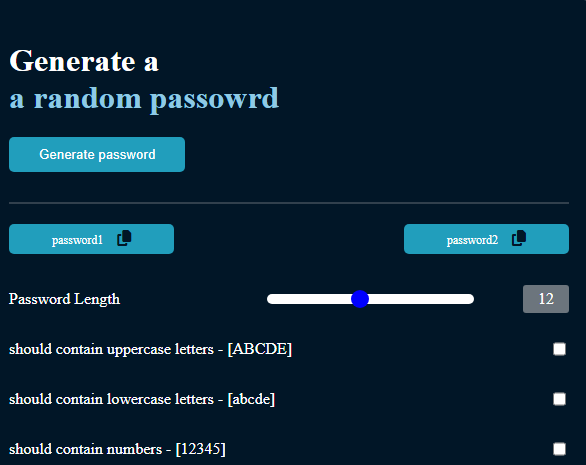 Generate a
a random passowrd
Generate password
password1
password2
Password Length
12
should contain uppercase letters - [ABCDE]
should contain lowercase letters - [abcde]
should contain numbers - [12345]